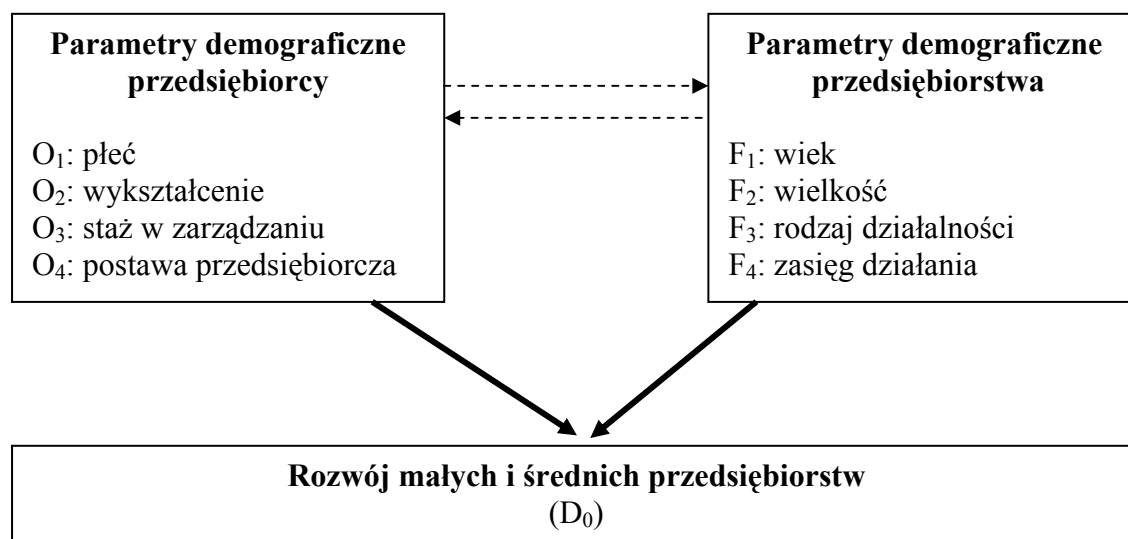 Parametry demograficzne
przedsiębiorcy
O₁: płeć
O₂: wykształcenie
O₃: staż w zarządzaniu
O₄: postawa przedsiębiorcza
Parametry demograficzne
przedsiębiorstwa
F₁: wiek
F₂: wielkość
F₃: rodzaj działalności
F₄: zasięg działania
Rozwój małych i średnich przedsiębiorstw
(D₀)